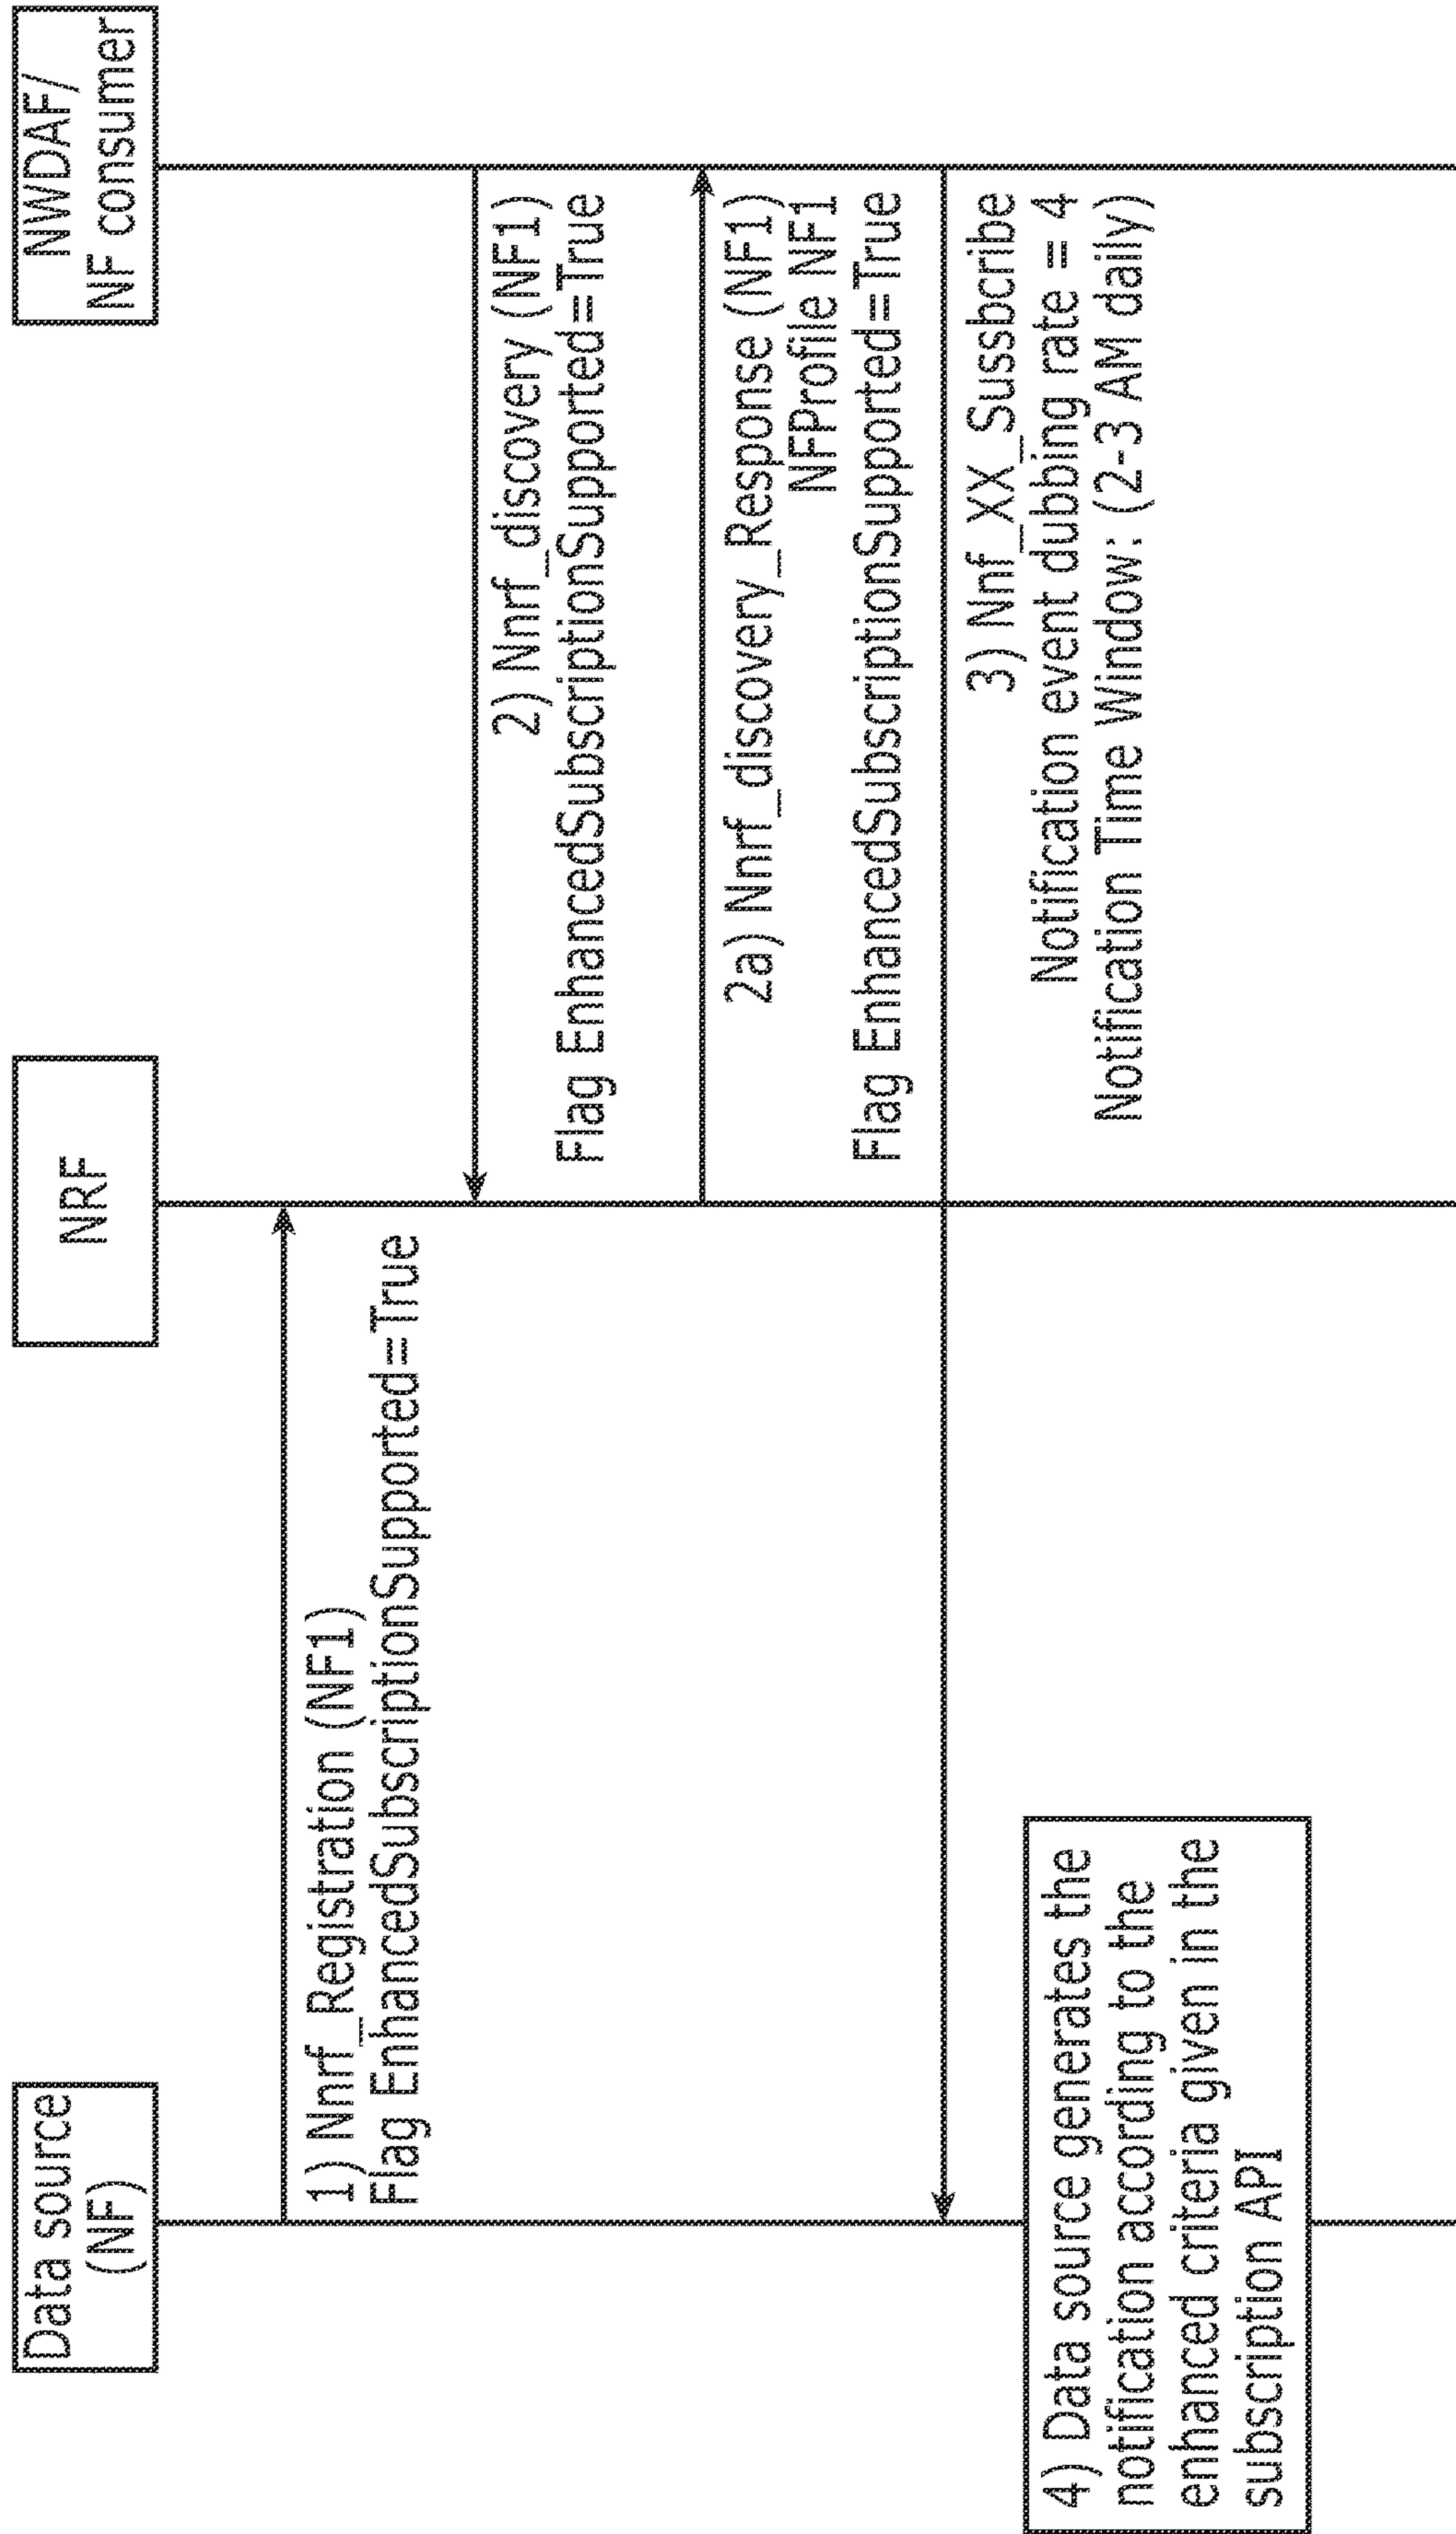 Data source
(NF)
NRF
NWDAF/
NF consumer
1) Nnrf_Registration (NF1)
Flag EnhancedSubscriptionSupported=True
2) Nnrf_discovery (NF1)
Flag EnhancedSubscriptionSupported=True
2a) Nnrf_discovery_Response (NF1)
NFProfile NF1
Flag EnhancedSubscriptionSupported=True
3) Nnf_XX_Sussbcribe
Notification event dubbing rate = 4
Notification Time Window: (2-3 AM daily)
4) Data source generates the
notification according to the
enhanced criteria given in the
subscription API